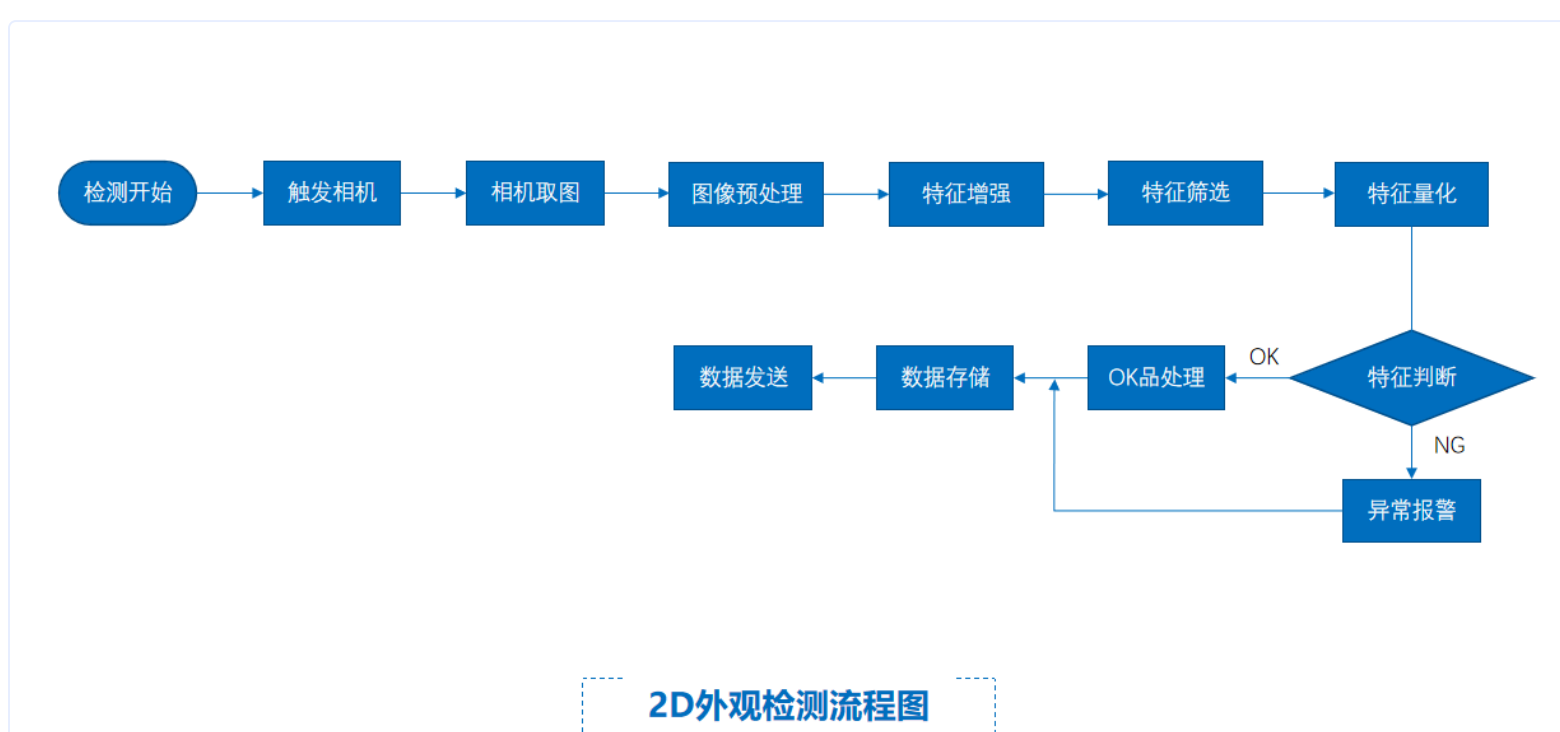 检测开始
触发相机
相机取图
图像预处理
特征增强
特征筛选
特征量化
特征判断
OK
OK品处理
数据存储
数据发送
NG
异常报警
2D外观检测流程图